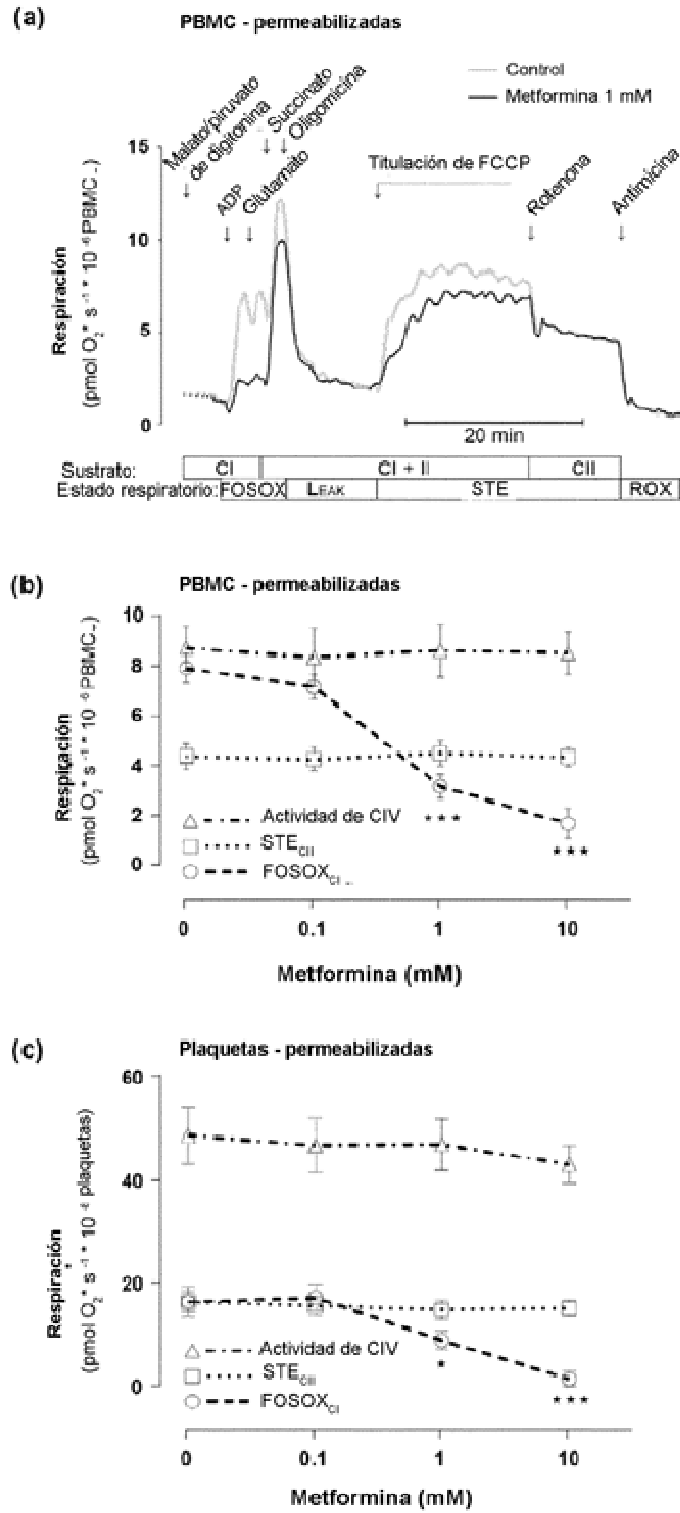 (a)
PBMC - permeabilizadas
Control
Metformina 1 mM
Malato/piruvato
de digitonina
ADP
Glutamato
Succinato
Oligomicina
Titulación de FCCP
Rotenona
Antimicina
Respiración
(pmol O2* s -1 * 10 -6 PBMC-)
15
10
5
0
20 min
Sustrato: CI CI + II CII
Estado respiratorio: FOSOX LEAK STE ROX
(b)
PBMC - permeabilizadas
Respiración
(pmol O2* s * 10 PBMC-)
10
8
6
4
2
0
Actividad de CIV
STECII
FOSOXCI
***
***
0 0.1 1 10
Metformina (mM)
(c)
Plaquetas - permeabilizadas
Respiración
(pmol O2* s -1 * 10 plaquetas)
60
40
20
0
Actividad de CIV
STECII
FOSOXCI
*
***
0 0.1 1 10
Metformina (mM)